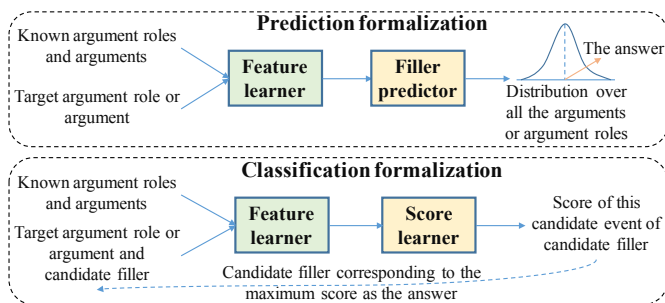 Prediction formalization
Known argument roles
and arguments
Target argument role or
argument
Feature
learner
Filler
predictor
The answer
Distribution over
all the arguments
or argument roles
Classification formalization
Known argument roles
and arguments
Target argument role or
argument and
candidate filler
Feature
learner
Score
learner
Score of this
candidate event of
candidate filler
Candidate filler corresponding to the
maximum score as the answer